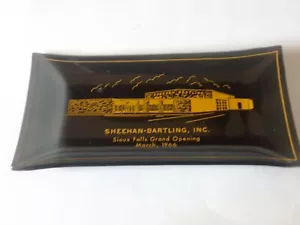 SHEEHAN-BARTLING, INC.
Sioux Falls Grand Opening
March, 1966